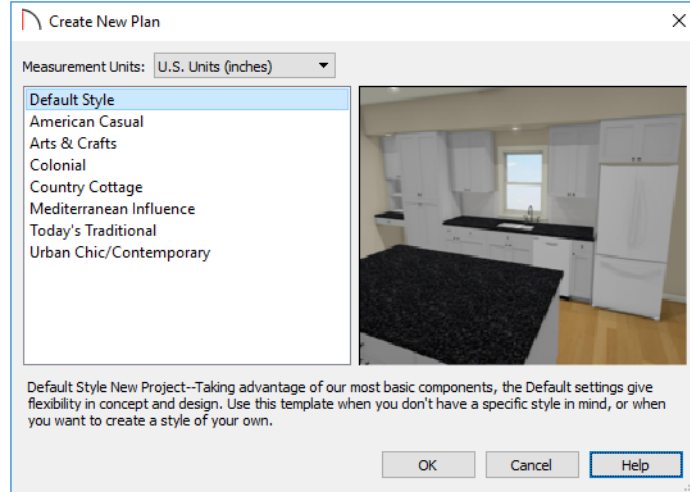 Create New Plan
Measurement Units: U.S. Units (inches)
Default Style
American Casual
Arts & Crafts
Colonial
Country Cottage
Mediterranean Influence
Today's Traditional
Urban Chic/Contemporary
Default Style New Project--Taking advantage of our most basic components, the Default settings give
flexibility in concept and design. Use this template when you don't have a specific style in mind, or when
you want to create a style of your own.
OK Cancel Help